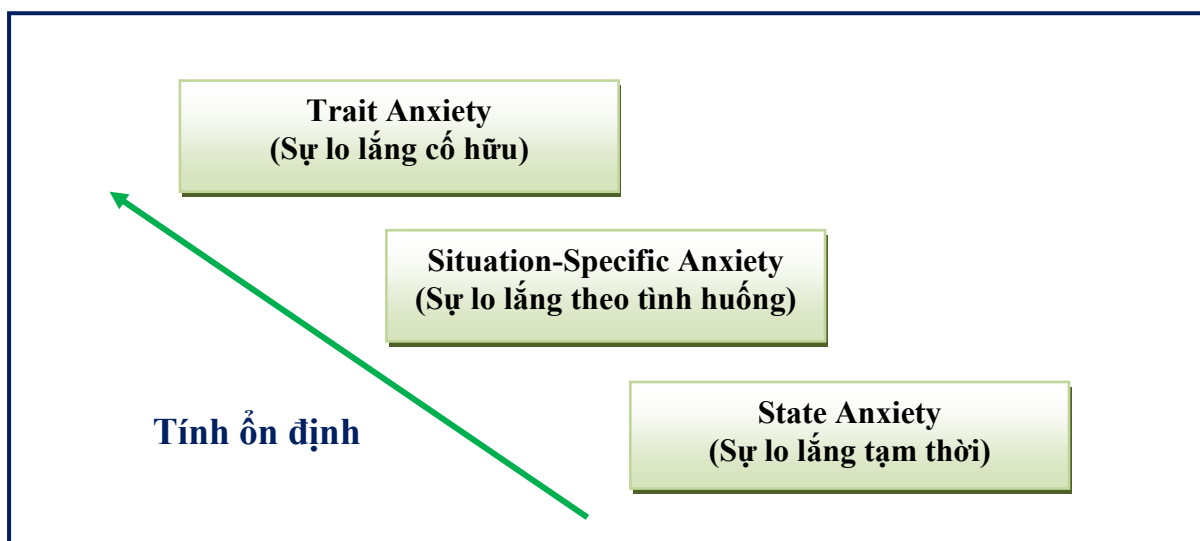 Trait Anxiety
(Sự lo lắng cố hữu)
Situation-Specific Anxiety
(Sự lo lắng theo tình huống)
Tính ổn định
State Anxiety
(Sự lo lắng tạm thời)